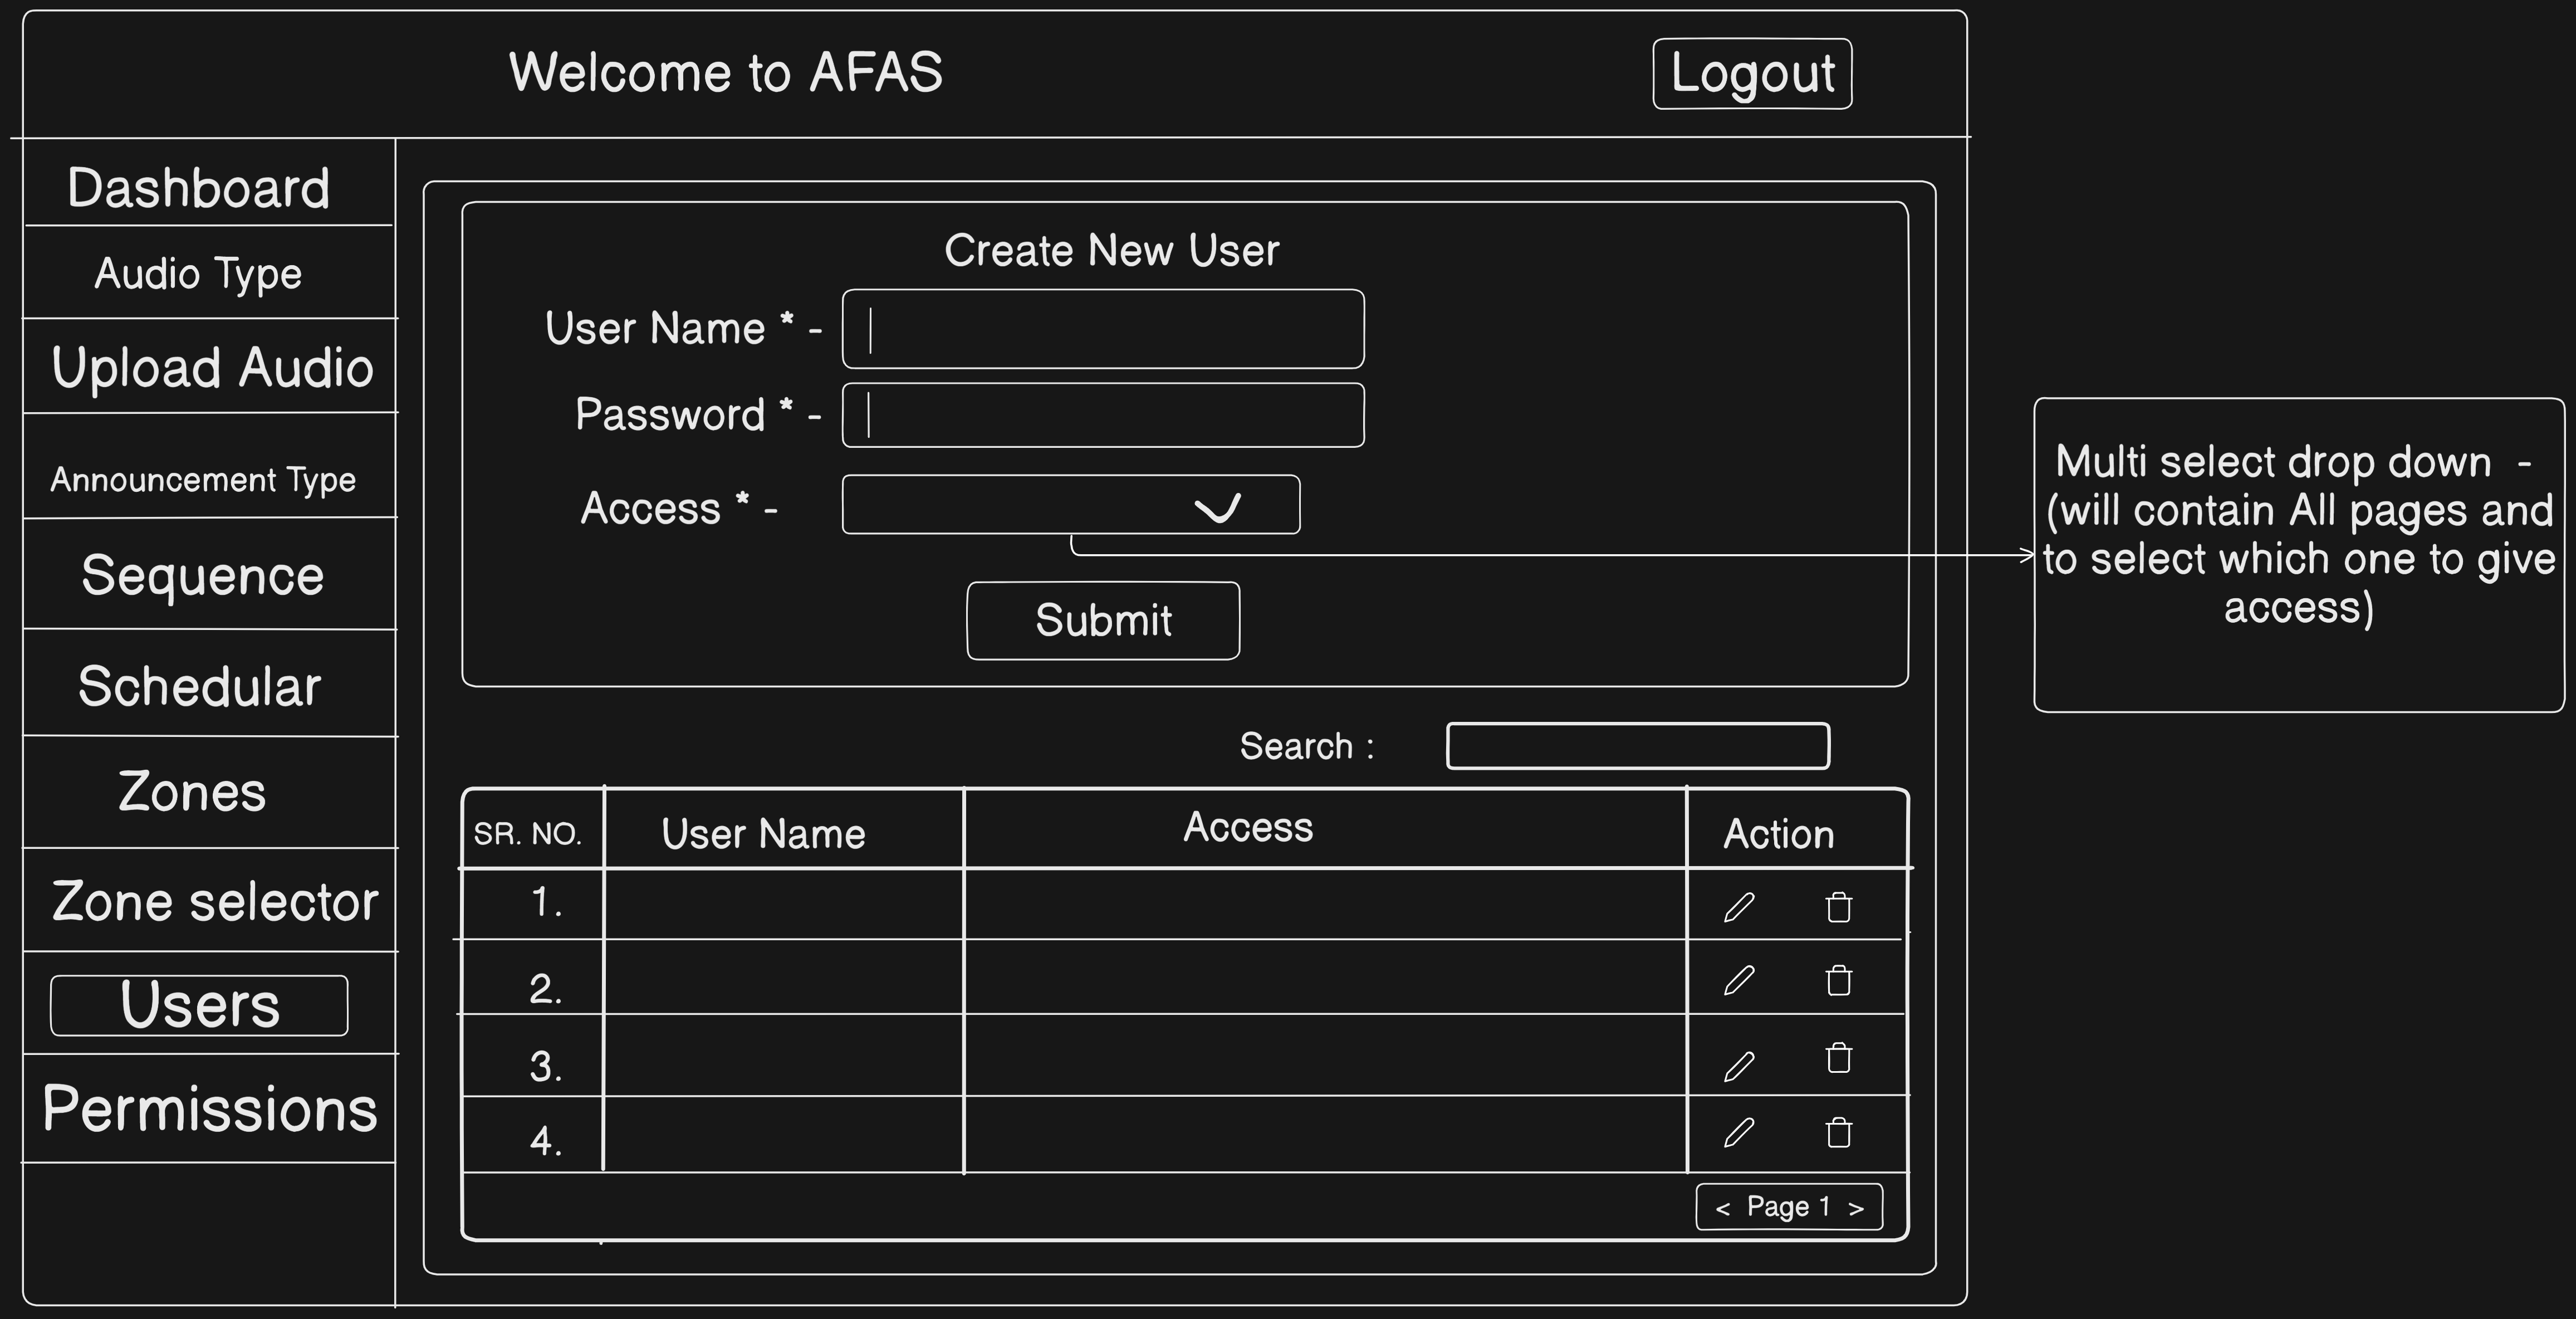 Welcome to AFAS
Logout
Dashboard
Audio Type
Upload Audio
Announcement Type
Sequence
Schedular
Zones
Zone selector
Users
Permissions
Create New User
User Name * -
Password * -
Access * -
Submit
Multi select drop down -
(will contain All pages and
to select which one to give
access)
Search :
SR. NO. User Name Access Action
1.
2.
3.
4.
< Page 1 >